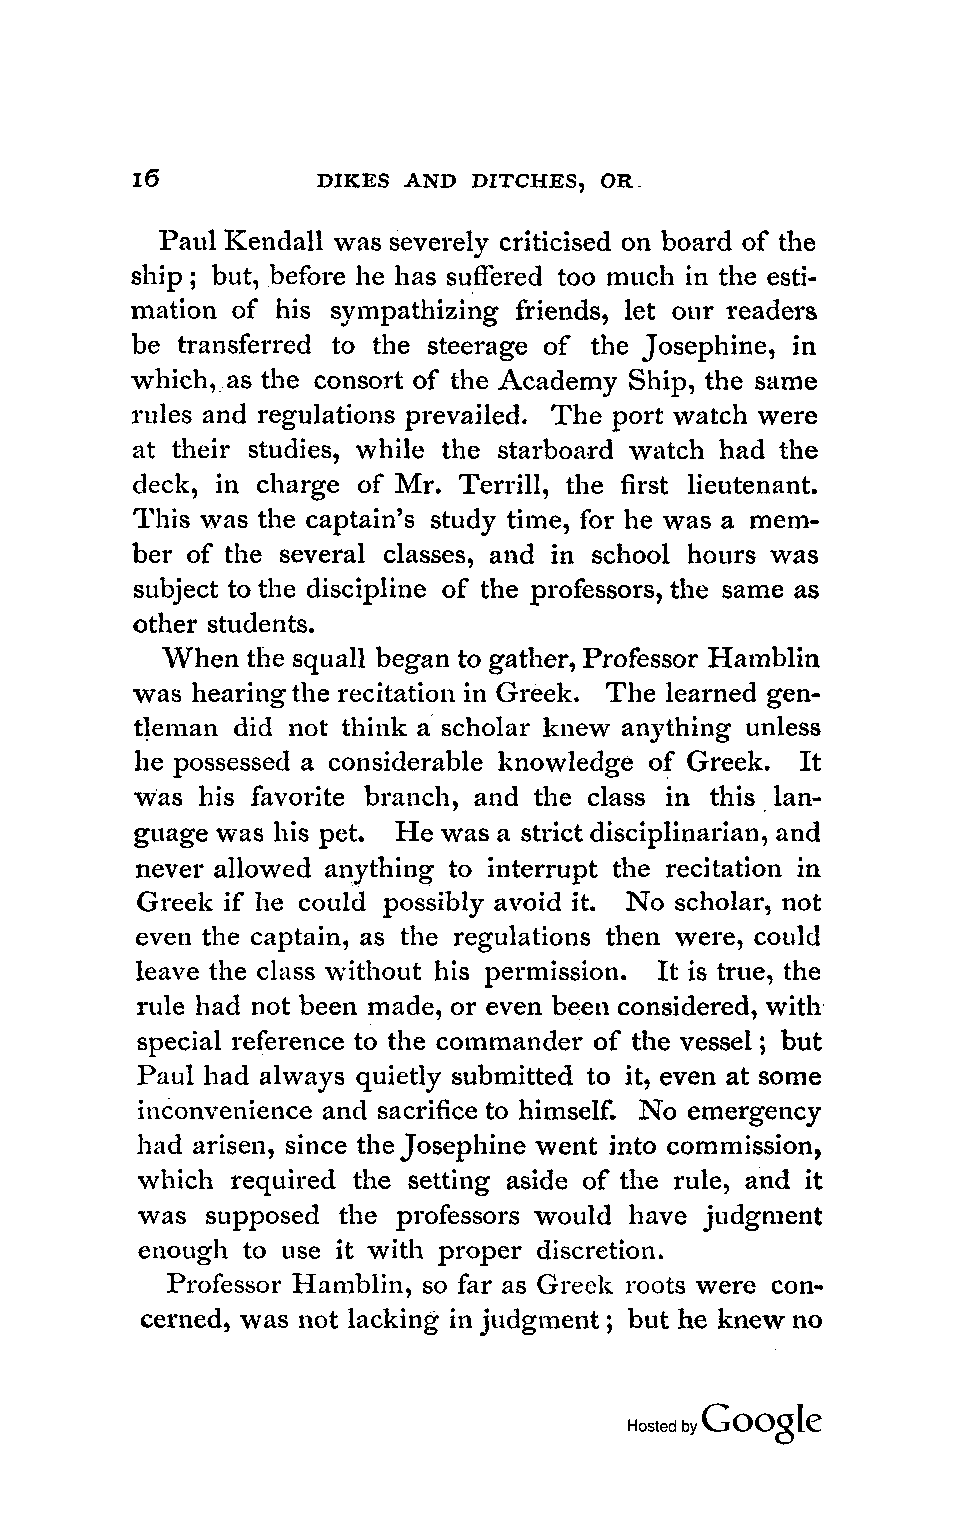 16 DIKES AND DITCHES, OR
Paul Kendall was severely criticised on board of the
ship; but, before he has suffered too much in the esti-
mation of his sympathizing friends, let our readers
be transferred to the steerage of the Josephine, in
which, as the consort of the Academy Ship, the same
rules and regulations prevailed. The port watch were
at their studies, while the starboard watch had the
deck, in charge of Mr. Terrill, the first lieutenant.
This was the captain's study time, for he was a mem-
ber of the several classes, and in school hours was
subject to the discipline of the professors, the same as
other students.
When the squall began to gather, Professor Hamblin
was hearing the recitation in Greek. The learned gen-
tleman did not think a scholar knew anything unless
he possessed a considerable knowledge of Greek. It
was his favorite branch, and the class in this lan-
guage was his pet. He was a strict disciplinarian, and
never allowed anything to interrupt the recitation in
Greek if he could possibly avoid it. No scholar, not
even the captain, as the regulations then were, could
leave the class without his permission. It is true, the
rule had not been made, or even been considered, with
special reference to the commander of the vessel; but
Paul had always quietly submitted to it, even at some
inconvenience and sacrifice to himself. No emergency
had arisen, since the Josephine went into commission,
which required the setting aside of the rule, and it
was supposed the professors would have judgment
enough to use it with proper discretion.
Professor Hamblin, so far as Greek roots were con-
cerned, was not lacking in judgment; but he knew no
Hosted by Google